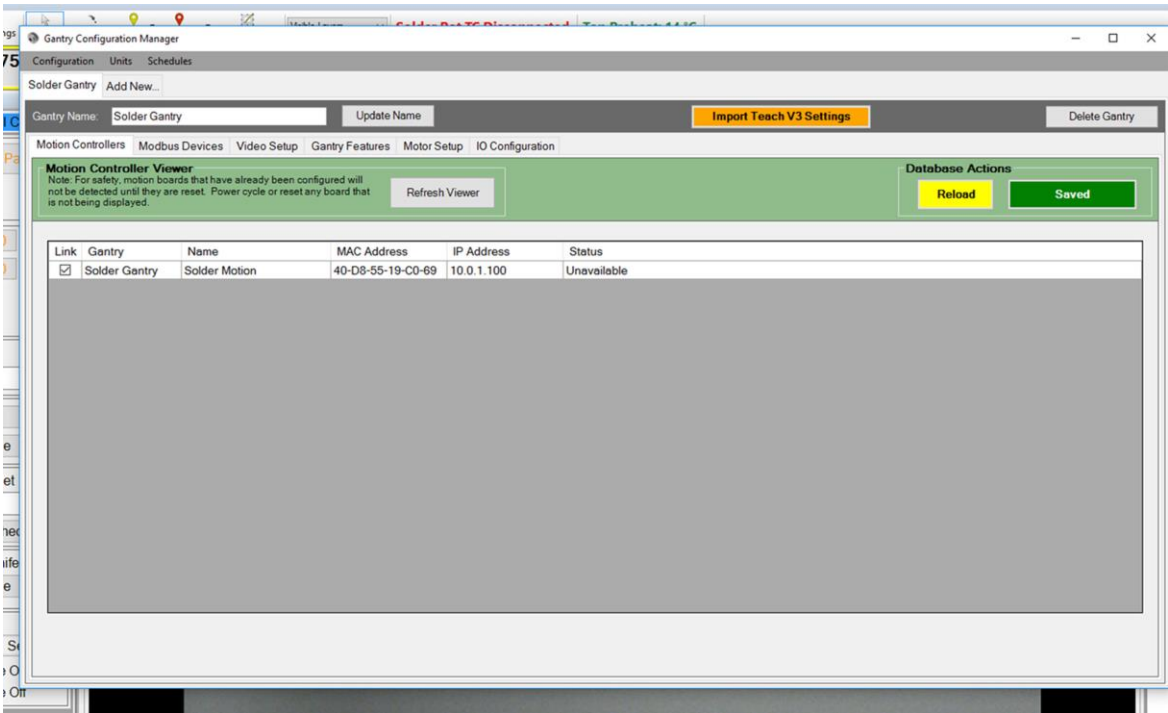 Gantry Configuration Manager
Configuration Units Schedules
Solder Gantry Add New...
Gantry Name: Solder Gantry Update Name Import Teach V3 Settings Delete Gantry
Motion Controllers Modbus Devices Video Setup Gantry Features Motor Setup IO Configuration
Motion Controller Viewer
Note: For safety, motion boards that have already been configured will
not be detected until they are reset. Power cycle or reset any board that
is not being displayed.
Refresh Viewer
Database Actions
Reload Saved
Link Gantry Name MAC Address IP Address Status
Solder Gantry Solder Motion 40-D8-55-19-C0-69 10.0.1.100 Unavailable